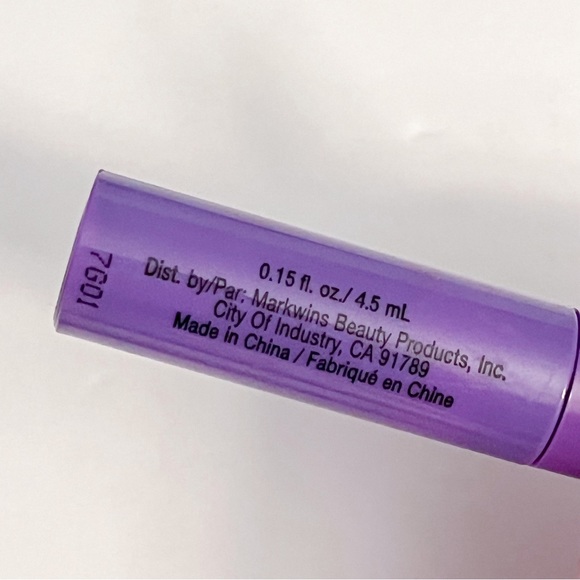 0.15 fl. oz./ 4.5 mL
Dist. by/Par: Markwins Beauty Products, Inc.
City Of Industry, CA 91789
Made in China / Fabriqué en Chine
7G01